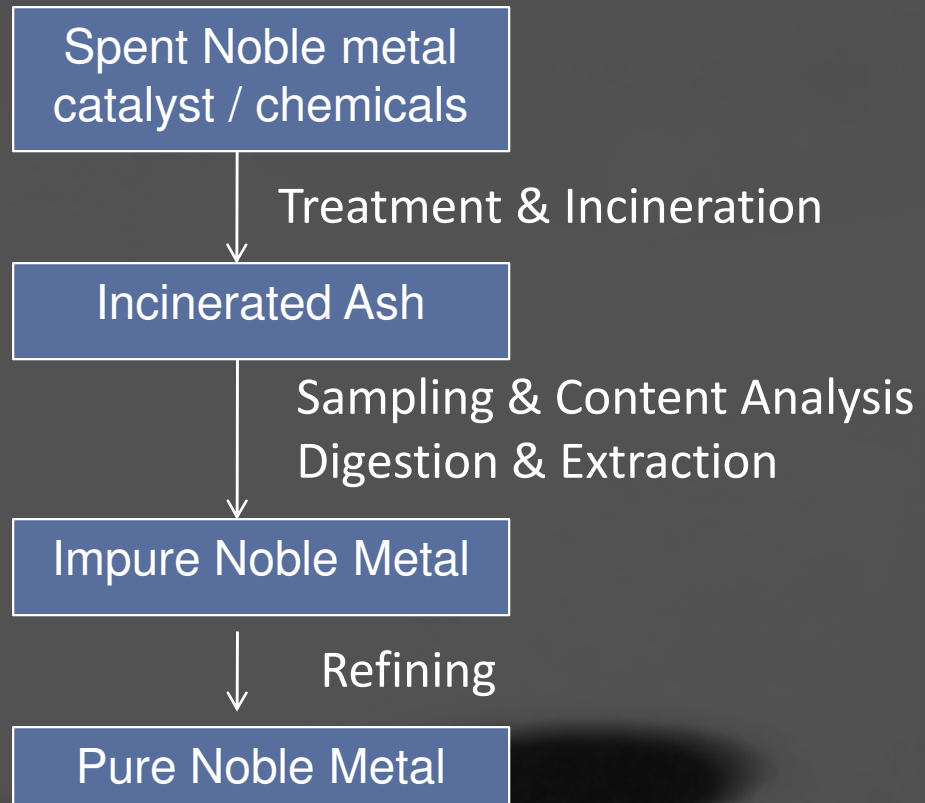 Spent Noble metal
catalyst / chemicals
Treatment & Incineration
Incinerated Ash
Sampling & Content Analysis
Digestion & Extraction
Impure Noble Metal
Refining
Pure Noble Metal